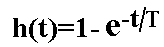 h(t)=1- e-t/T